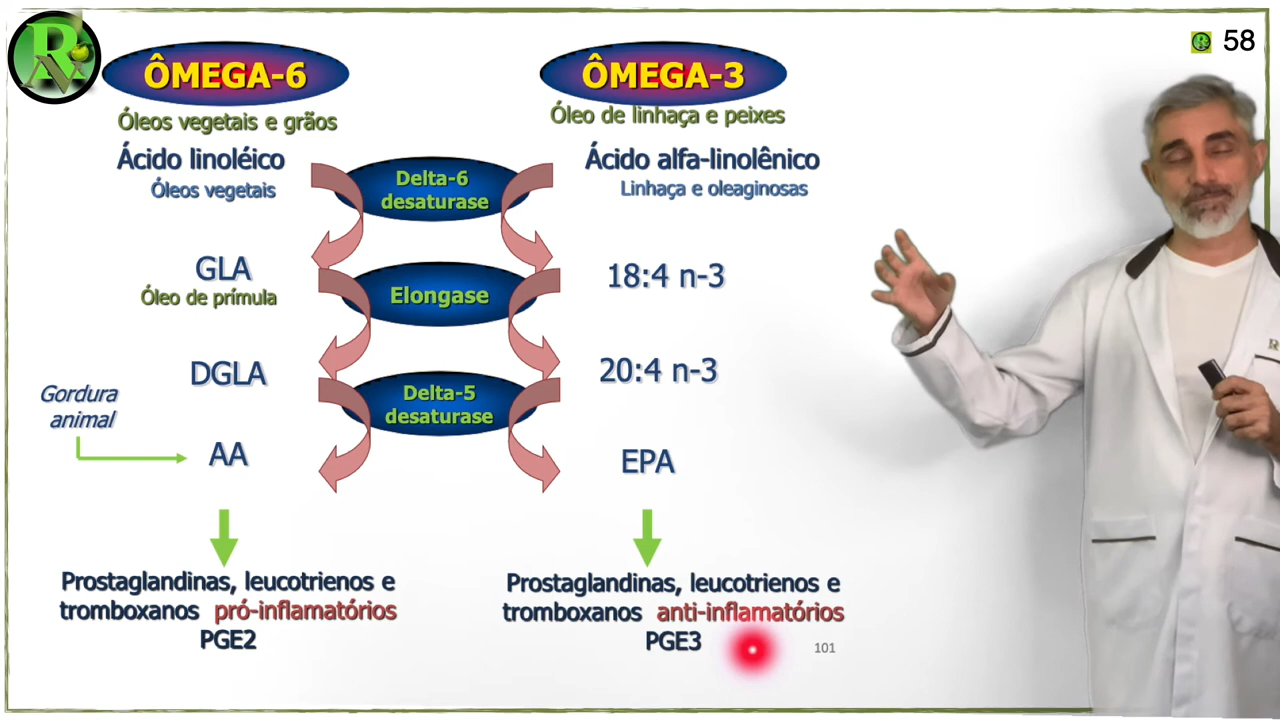 RAV
58
ÔMEGA-6
Óleos vegetais e grãos
Ácido linoléico
Óleos vegetais
GLA
Óleo de prímula
DGLA
Gordura
animal
AA
Prostaglandinas, leucotrienos e
tromboxanos pró-inflamatórios
PGE2
Delta-6
desaturase
Elongase
Delta-5
desaturase
ÔMEGA-3
Óleo de linhaça e peixes
Ácido alfa-linolênico
Linhaça e oleaginosas
18:4 n-3
20:4 n-3
EPA
Prostaglandinas, leucotrienos e
tromboxanos anti-inflamatórios
PGE3
101